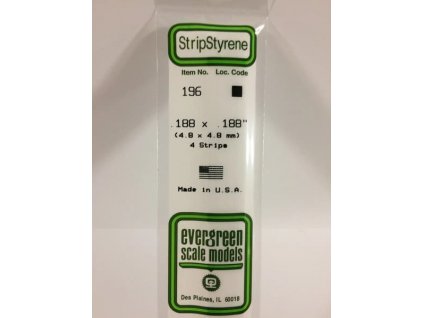 StripStyrene
Item No. Loc. Code
196
.188 x .188"
(4.8 x 4.8 mm)
4 Strips
Made in U.S.A.
evergreen
scale models
Des Plaines, IL 60018